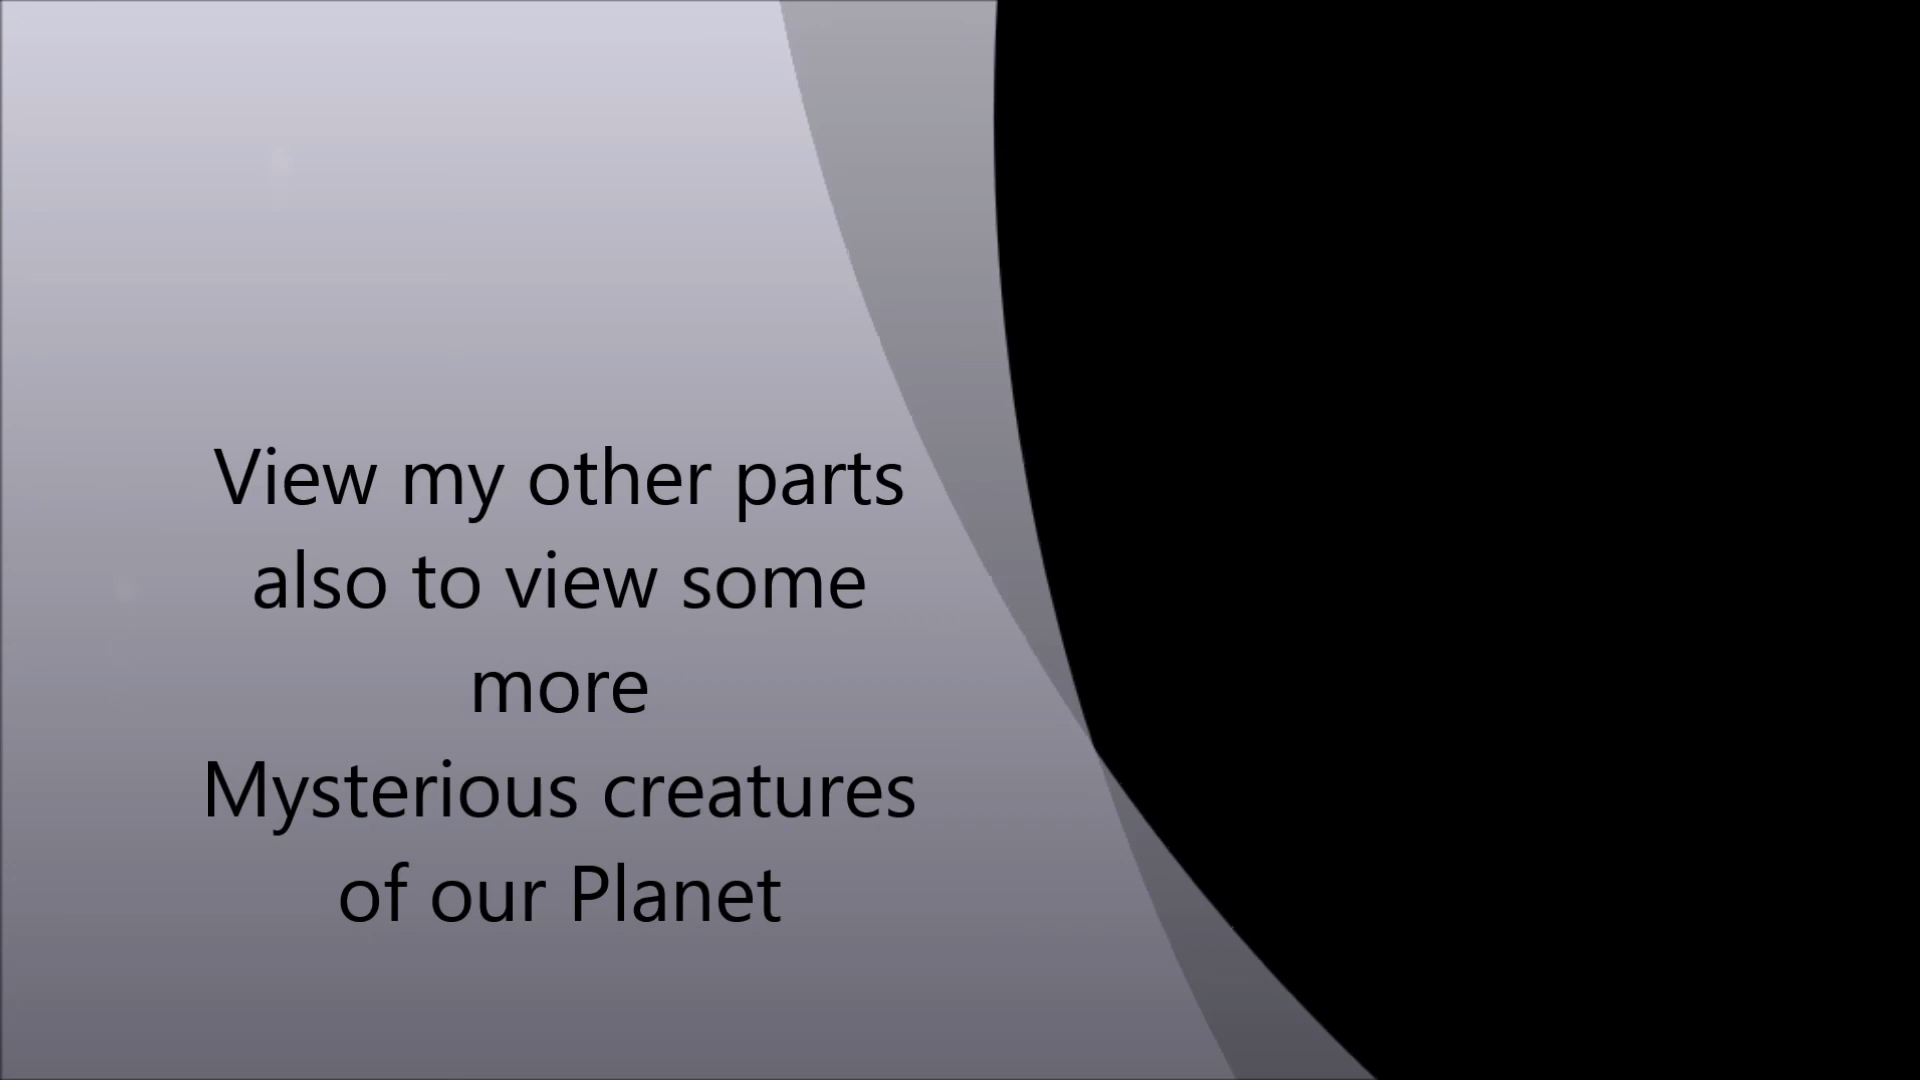 View my other parts
also to view some
more
Mysterious creatures
of our Planet